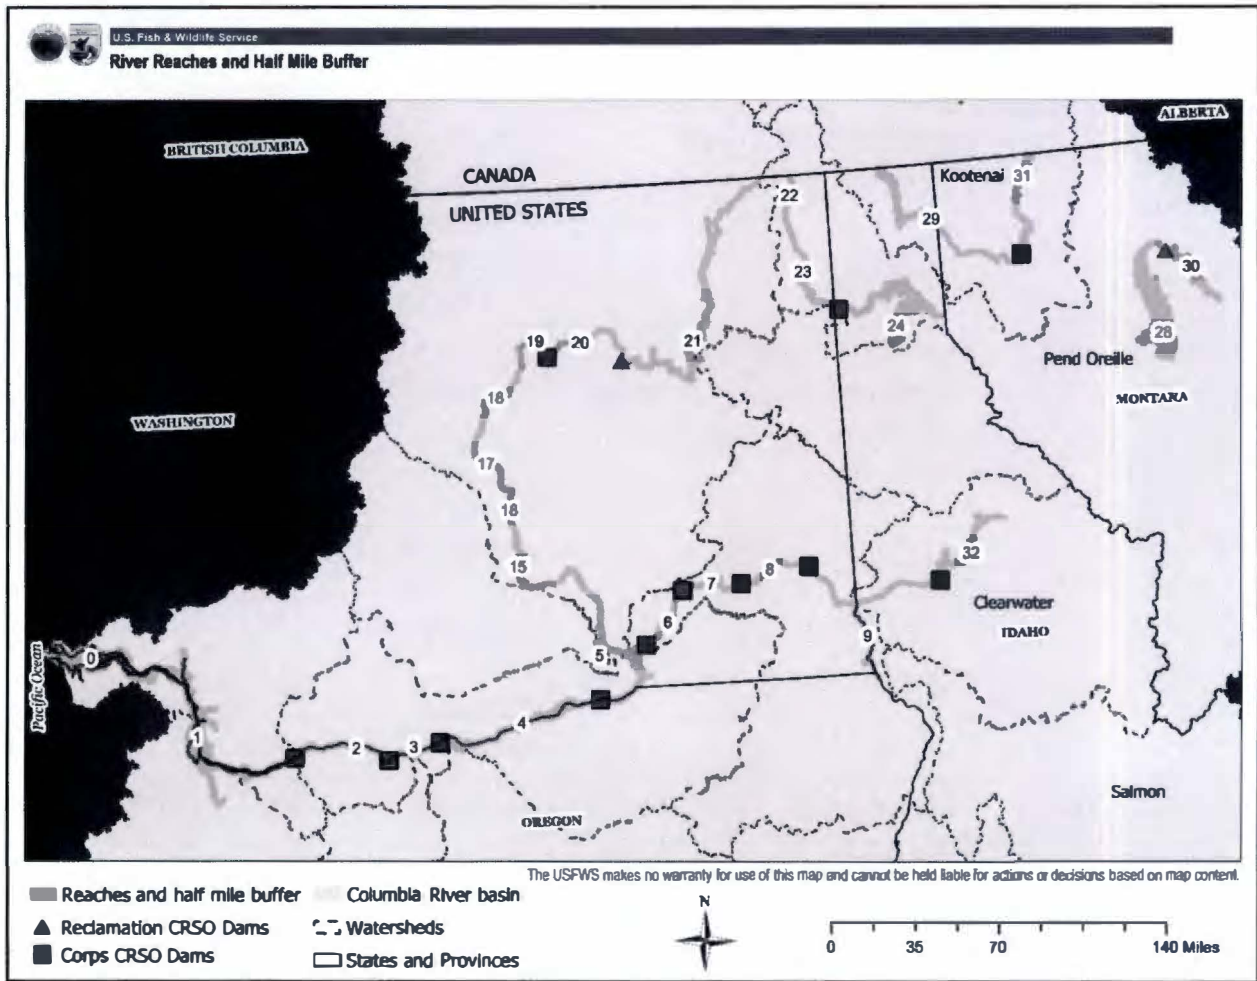 U.S. Fish & Wildlife Service
River Reaches and Half Mile Buffer
ALBERTA
BRITISH COLUMBIA
CANADA
Kootenai
31
22
UNITED STATES
29
23
30
24
28
19
20
21
Pend Oreille
18
MONTARA
WASHINGTON
17
18
32
15
8
7
Clearwater
6
IDAHO
9
5
0
Pacific Ocean
4
1
2
3
Salmon
OREGON
The USFWS makes no warranty for use of this map and cannot be held liable for actions or decisions based on map content.
Reaches and half mile buffer
Columbia River basin
N
Reclamation CRSO Dams
Watersheds
Corps CRSO Dams
States and Provinces
0 35 70 140 Miles